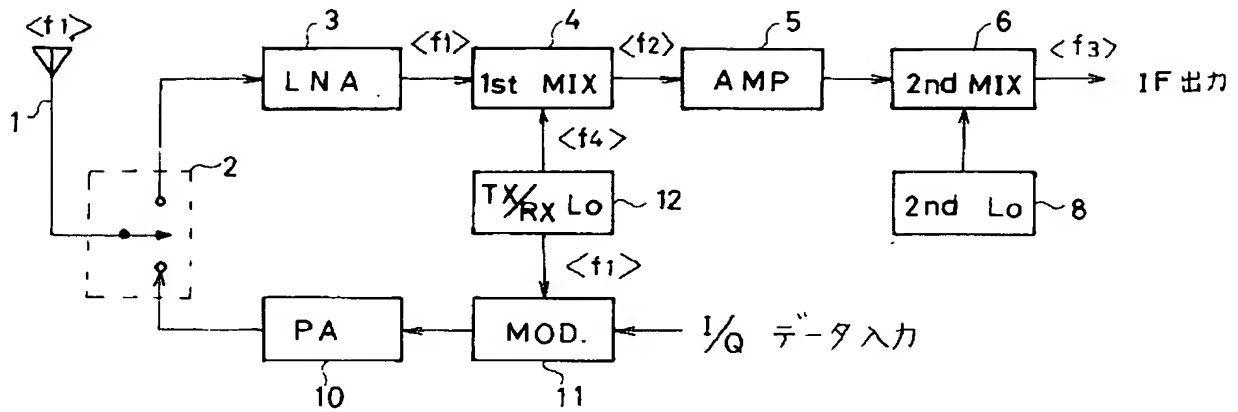 <f1>
1
2
3
LNA
<f1>
4
1st MIX
<f2>
5
AMP
6
2nd MIX
<f3>
IF出力
<f4>
TX/RX Lo
12
2nd Lo
8
<f1>
PA
10
MOD.
11
I/Q データ入力